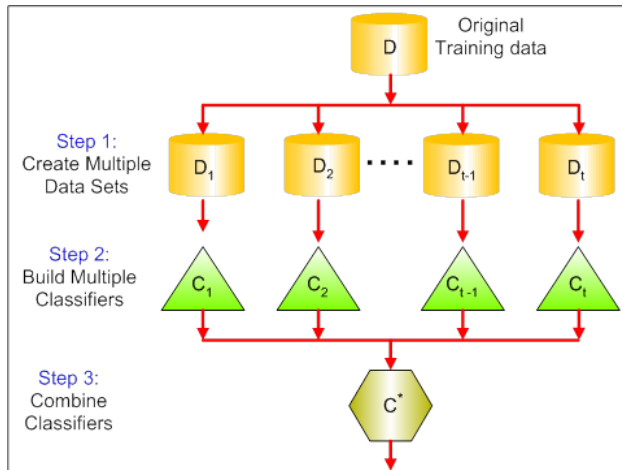 Original
Training data
D
Step 1:
Create Multiple
Data Sets
D1
D2
....
Dt-1
Dt
Step 2:
Build Multiple
Classifiers
C1
C2
Ct-1
Ct
Step 3:
Combine
Classifiers
C*